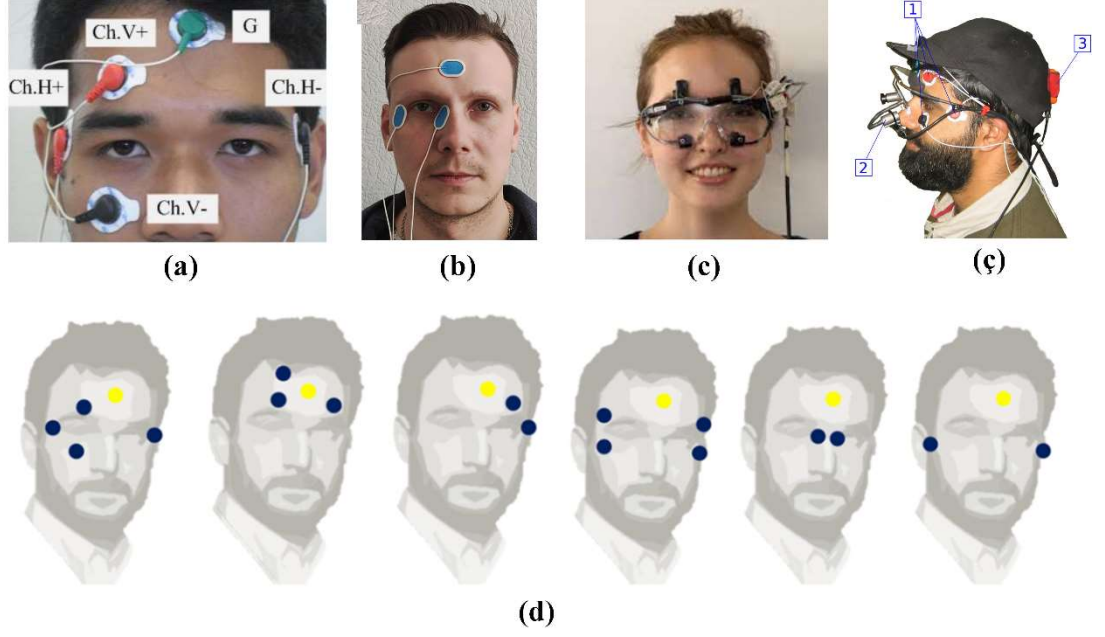 Ch.V+
G
Ch.H+
Ch.H-
Ch.V-
1
2
3
(a)
(b)
(c)
(ç)
(d)